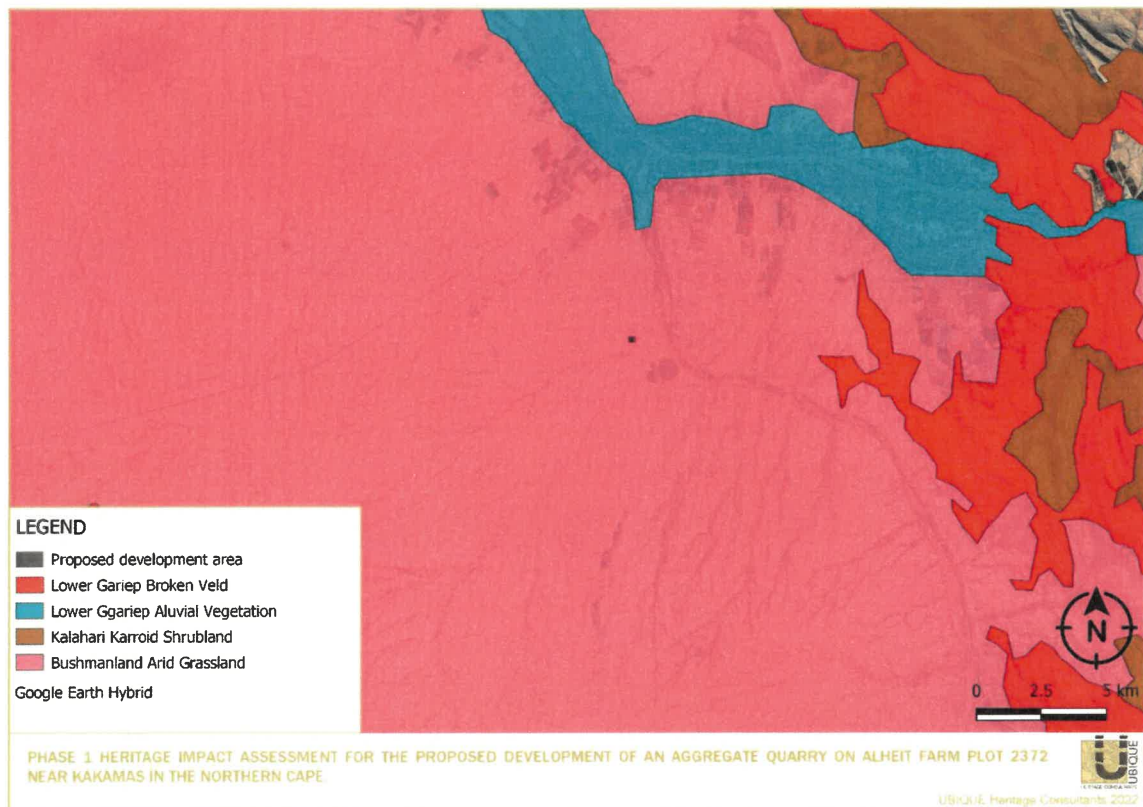 LEGEND
Proposed development area
Lower Gariep Broken Veld
Lower Ggariep Aluvial Vegetation
Kalahari Karroid Shrubland
Bushmanland Arid Grassland
Google Earth Hybrid
N
0 2.5 5 km
PHASE 1 HERITAGE IMPACT ASSESSMENT FOR THE PROPOSED DEVELOPMENT OF AN AGGREGATE QUARRY ON ALHEIT FARM PLOT 2372
NEAR KAKAMAS IN THE NORTHERN CAPE
UBIQUE
HERITAGE CONSULTANTS
UBIQUE Heritage Consultants 2022